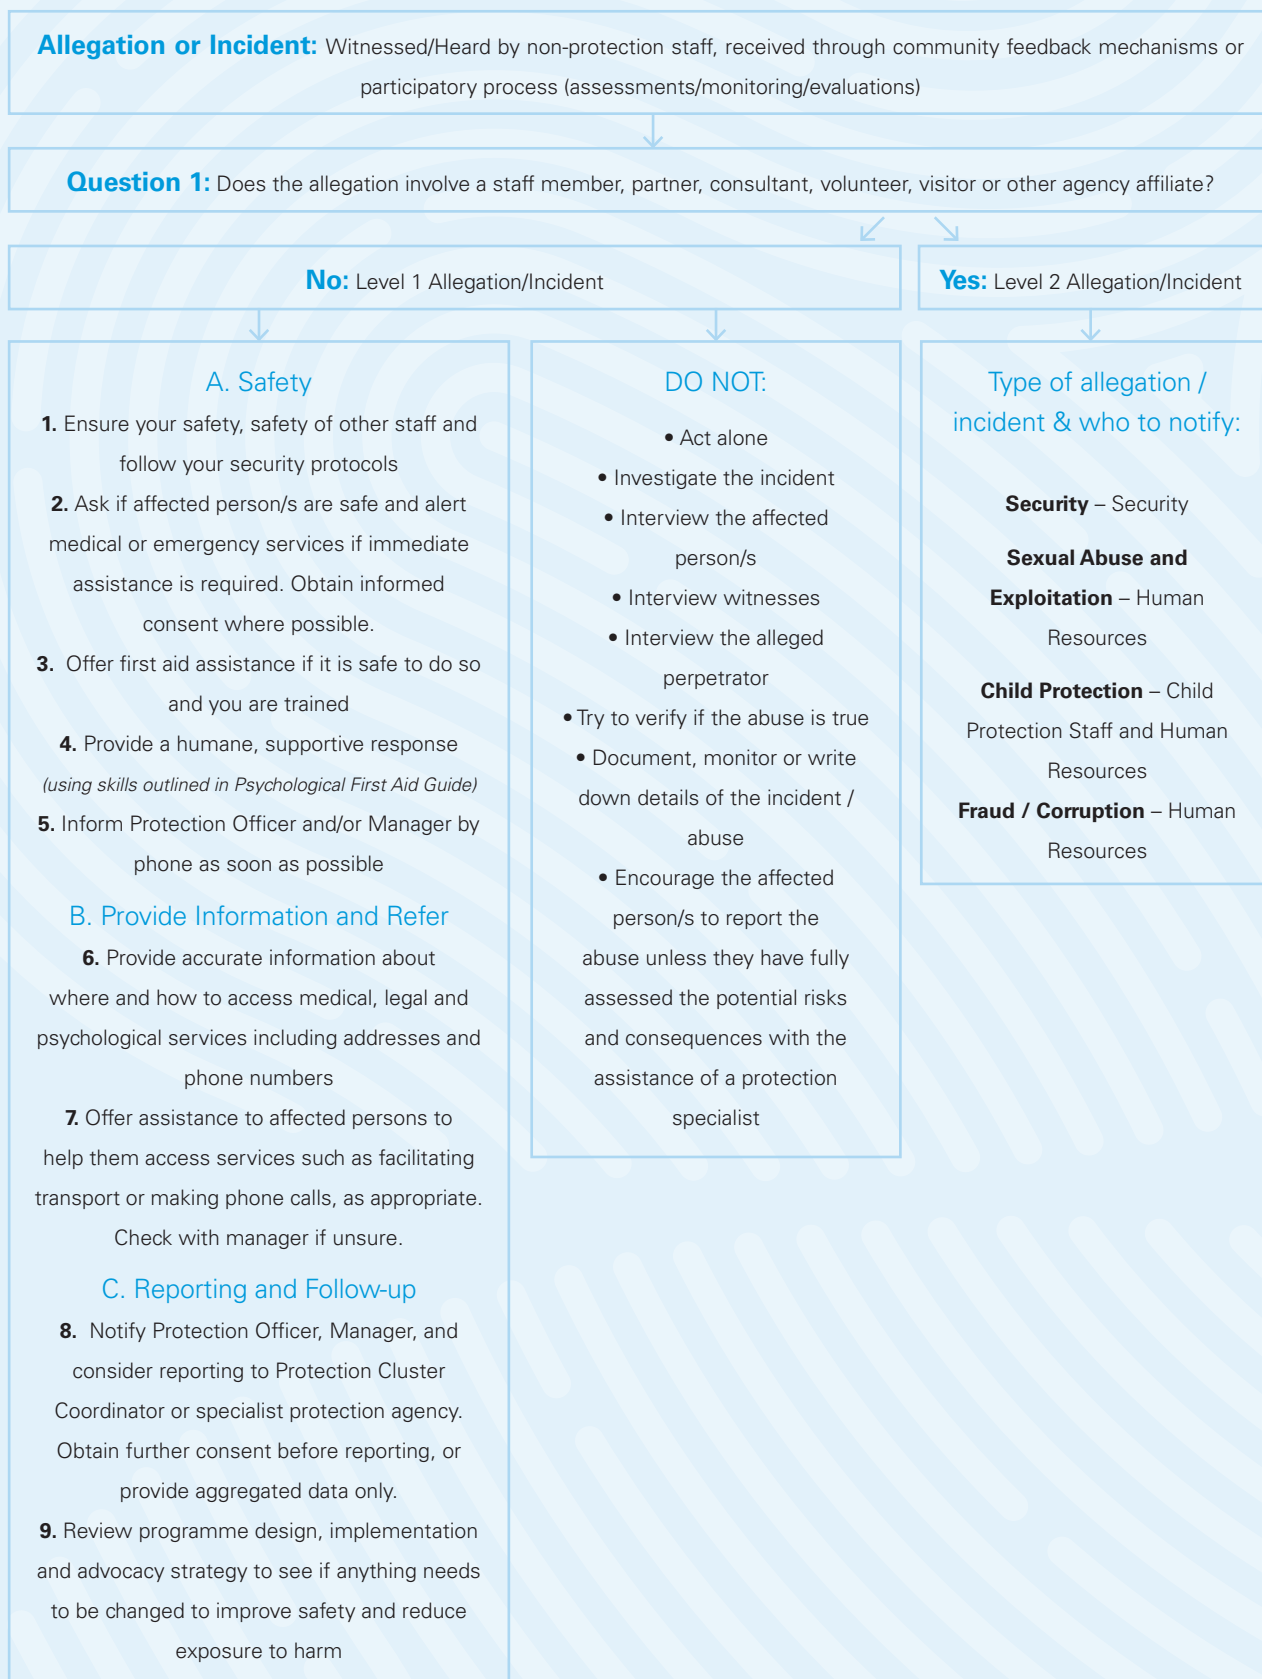 Allegation or Incident: Witnessed/Heard by non-protection staff, received through community feedback mechanisms or
participatory process (assessments/monitoring/evaluations)
Question 1: Does the allegation involve a staff member, partner, consultant, volunteer, visitor or other agency affiliate?
No: Level 1 Allegation/Incident
Yes: Level 2 Allegation/Incident
A. Safety
1. Ensure your safety, safety of other staff and
follow your security protocols
2. Ask if affected person/s are safe and alert
medical or emergency services if immediate
assistance is required. Obtain informed
consent where possible.
3. Offer first aid assistance if it is safe to do so
and you are trained
4. Provide a humane, supportive response
(using skills outlined in Psychological First Aid Guide)
5. Inform Protection Officer and/or Manager by
phone as soon as possible
B. Provide Information and Refer
6. Provide accurate information about
where and how to access medical, legal and
psychological services including addresses and
phone numbers
7. Offer assistance to affected persons to
help them access services such as facilitating
transport or making phone calls, as appropriate.
Check with manager if unsure.
C. Reporting and Follow-up
8. Notify Protection Officer, Manager, and
consider reporting to Protection Cluster
Coordinator or specialist protection agency.
Obtain further consent before reporting, or
provide aggregated data only.
9. Review programme design, implementation
and advocacy strategy to see if anything needs
to be changed to improve safety and reduce
exposure to harm
DO NOT:
• Act alone
• Investigate the incident
• Interview the affected
person/s
• Interview witnesses
• Interview the alleged
perpetrator
• Try to verify if the abuse is true
• Document, monitor or write
down details of the incident /
abuse
• Encourage the affected
person/s to report the
abuse unless they have fully
assessed the potential risks
and consequences with the
assistance of a protection
specialist
Type of allegation /
incident & who to notify:
Security – Security
Sexual Abuse and
Exploitation – Human
Resources
Child Protection – Child
Protection Staff and Human
Resources
Fraud / Corruption – Human
Resources